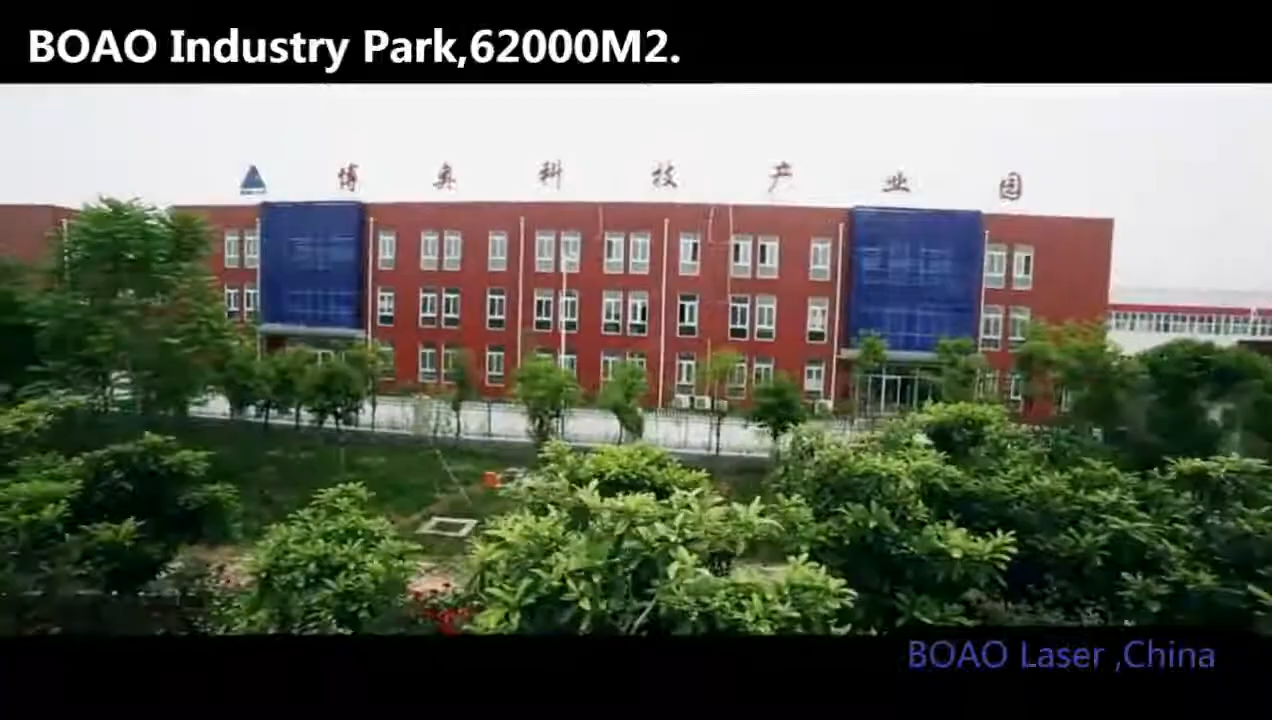 BOAO Industry Park,62000M2.
博奥科技产业园
BOAO Laser ,China